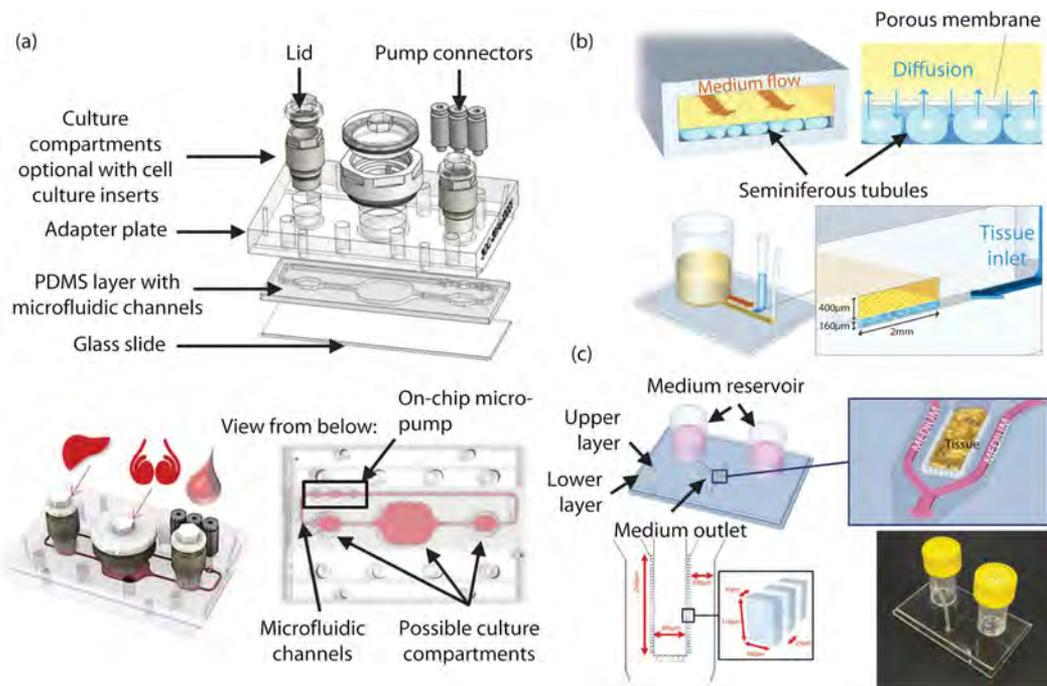 (a)
Lid
Pump connectors
Culture
compartments
optional with cell
culture inserts
Adapter plate
PDMS layer with
microfluidic channels
Glass slide
On-chip micro-
pump
View from below:
Microfluidic
channels
Possible culture
compartments
(b)
Porous membrane
Medium flow
Diffusion
Seminiferous tubules
Tissue
inlet
400µm
160µm
2mm
(c)
Medium reservoir
Upper
layer
Lower
layer
Medium outlet
MEDIUM
Tissue
MEDIUM